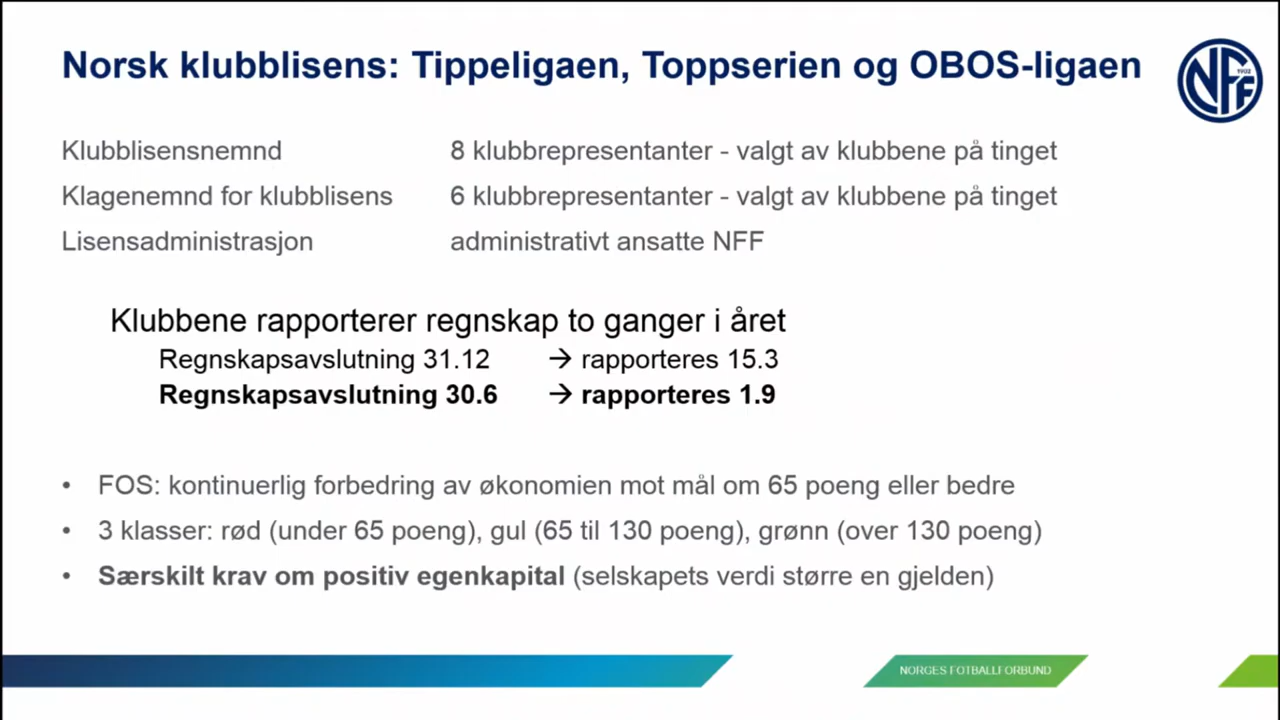 Norsk klubblisens: Tippeligaen, Toppserien og OBOS-ligaen
NFF 1902
Klubblisensnemnd 8 klubbrepresentanter - valgt av klubbene på tinget
Klagenemnd for klubblisens 6 klubbrepresentanter - valgt av klubbene på tinget
Lisensadministrasjon administrativt ansatte NFF
Klubbene rapporterer regnskap to ganger i året
Regnskapsavslutning 31.12 → rapporteres 15.3
Regnskapsavslutning 30.6 → rapporteres 1.9
• FOS: kontinuerlig forbedring av økonomien mot mål om 65 poeng eller bedre
• 3 klasser: rød (under 65 poeng), gul (65 til 130 poeng), grønn (over 130 poeng)
• Særskilt krav om positiv egenkapital (selskapets verdi større en gjelden)
NORGES FOTBALLFORBUND